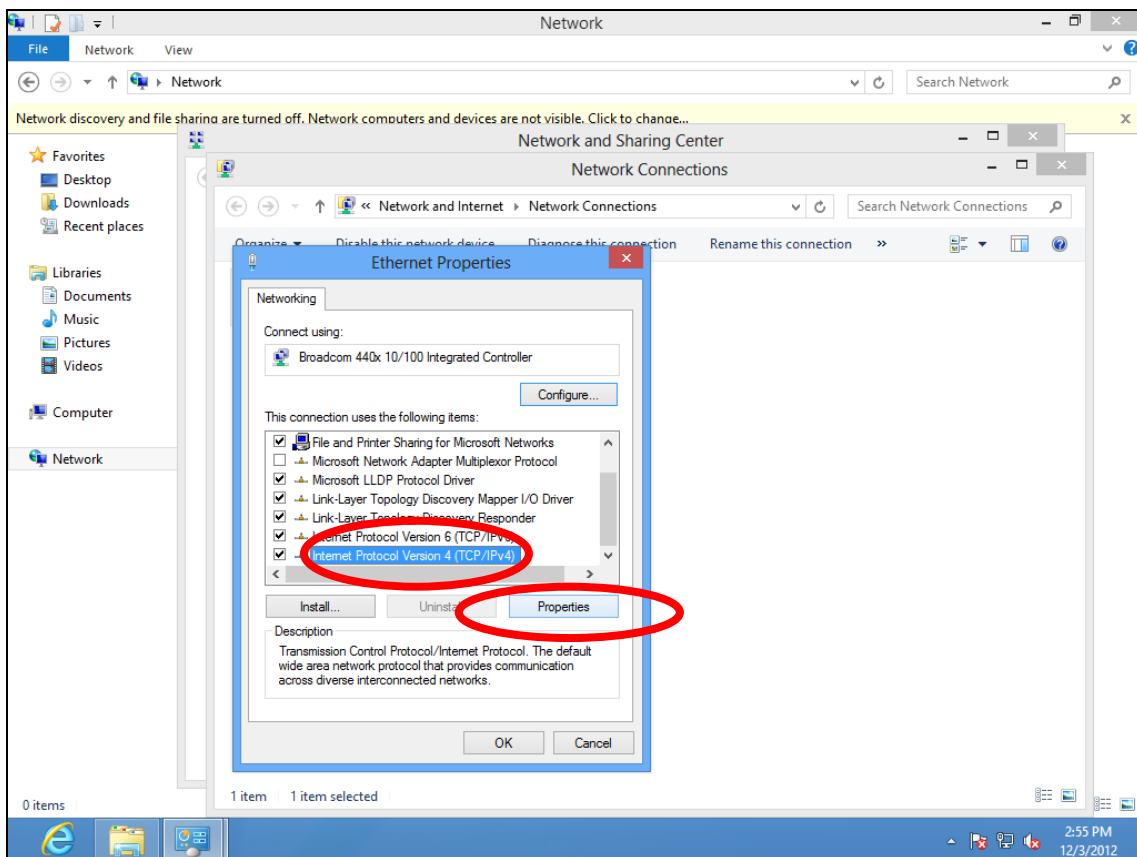 Network
File Network View
Network
Search Network
Network discovery and file sharing are turned off. Network computers and devices are not visible. Click to change...
Network and Sharing Center
Favorites
Desktop
Downloads
Recent places
Libraries
Documents
Music
Pictures
Videos
Computer
Network
0 items
Network Connections
« Network and Internet Network Connections
Search Network Connections
Organize Disable this network device Diagnose this connection Rename this connection »
Ethernet Properties
Networking
Connect using:
Broadcom 440x 10/100 Integrated Controller
Configure...
This connection uses the following items:
File and Printer Sharing for Microsoft Networks
Microsoft Network Adapter Multiplexor Protocol
Microsoft LLDP Protocol Driver
Link-Layer Topology Discovery Mapper I/O Driver
Link-Layer Topology Discovery Responder
Internet Protocol Version 6 (TCP/IPv6)
Internet Protocol Version 4 (TCP/IPv4)
Install... Uninstall Properties
Description
Transmission Control Protocol/Internet Protocol. The default
wide area network protocol that provides communication
across diverse interconnected networks.
OK Cancel
1 item 1 item selected
2:55 PM
12/3/2012